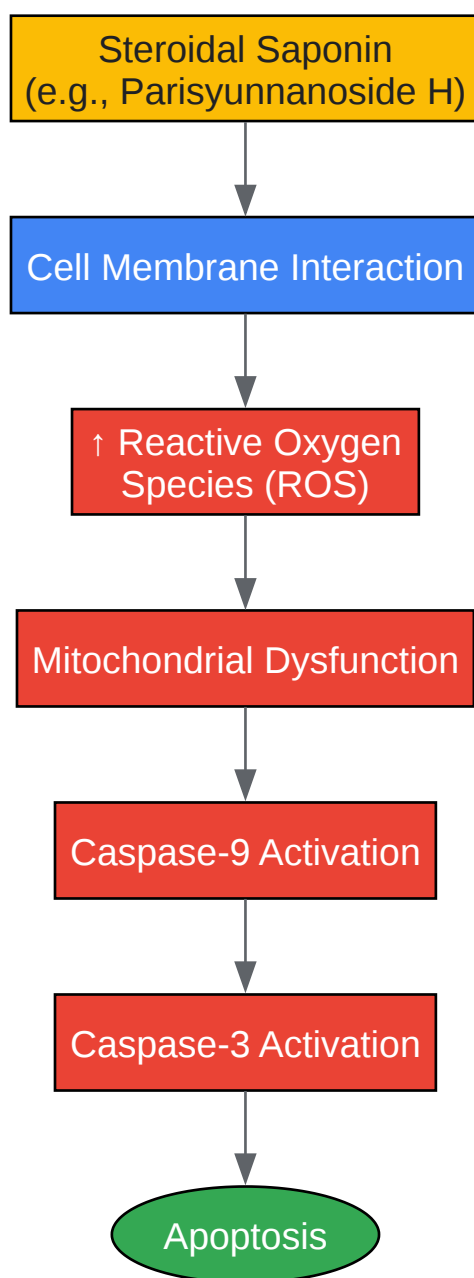 Steroidal Saponin
(e.g., Parisyunnanoside H)
Cell Membrane Interaction
↑ Reactive Oxygen
Species (ROS)
Mitochondrial Dysfunction
Caspase-9 Activation
Caspase-3 Activation
Apoptosis